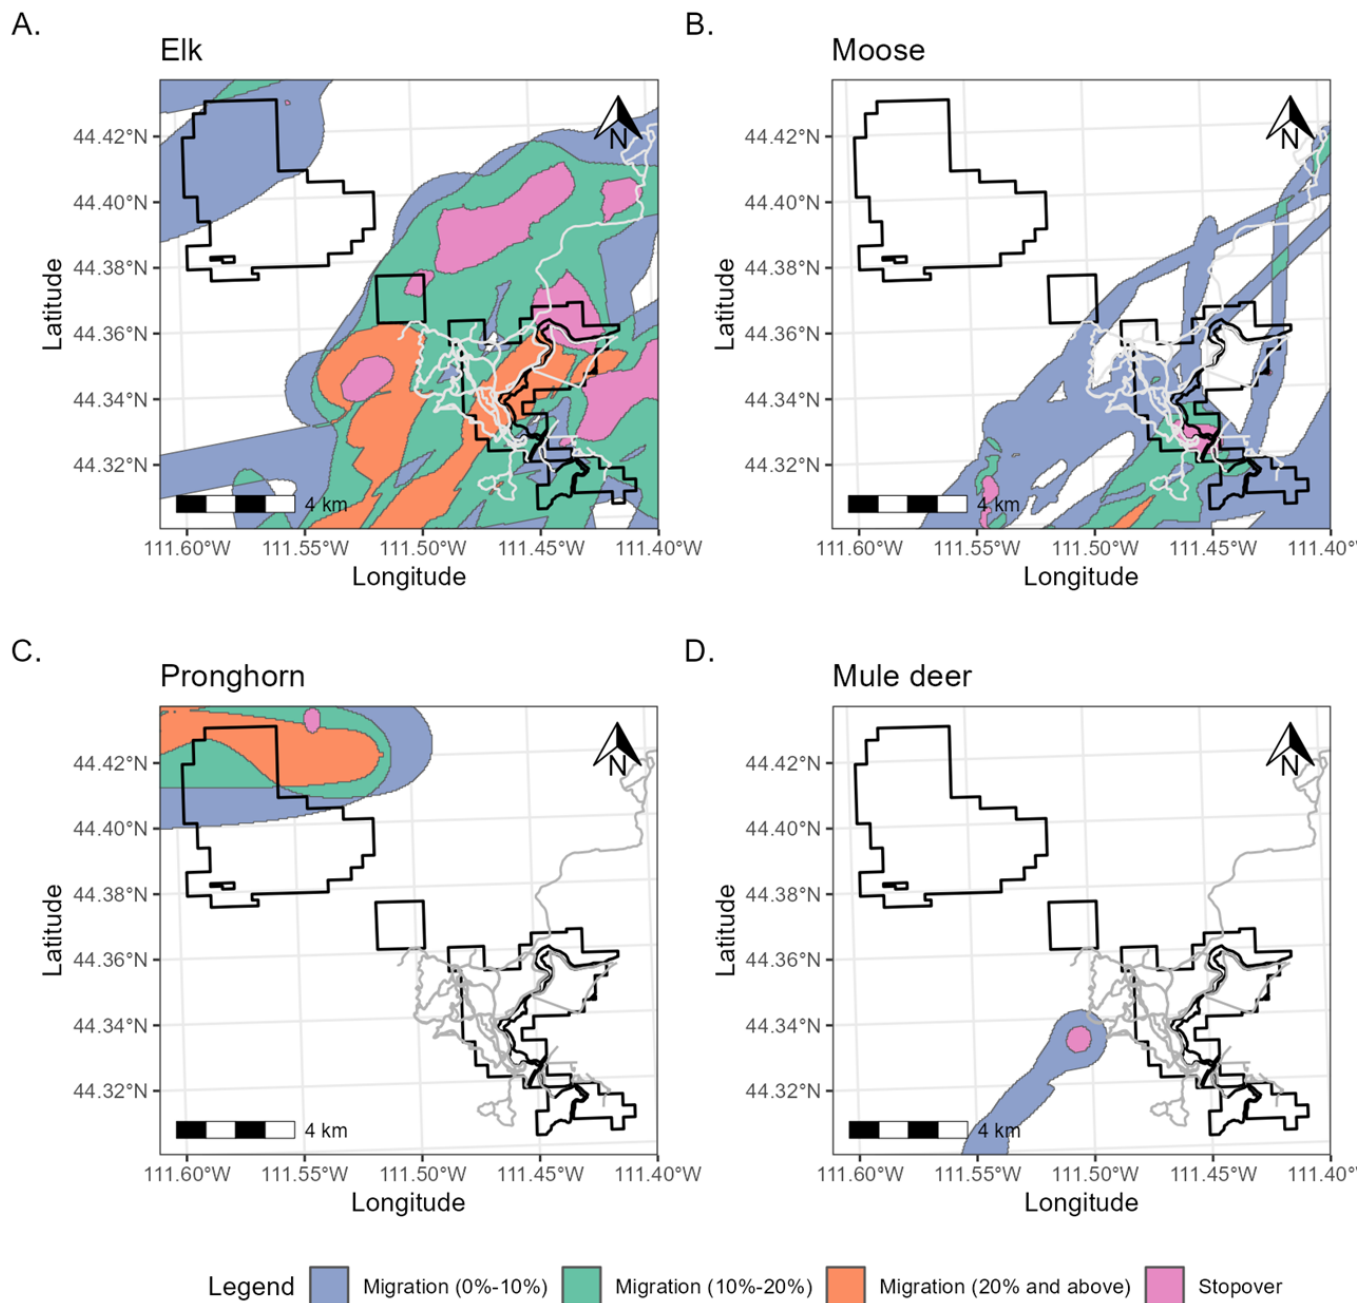 A.
Elk
N
44.42°N
44.40°N
44.38°N
44.36°N
44.34°N
44.32°N
Latitude
4 km
111.60°W 111.55°W 111.50°W 111.45°W 111.40°W
Longitude
B.
Moose
N
44.42°N
44.40°N
44.38°N
44.36°N
44.34°N
44.32°N
Latitude
4 km
111.60°W 111.55°W 111.50°W 111.45°W 111.40°
Longitude
C.
Pronghorn
N
44.42°N
44.40°N
44.38°N
44.36°N
44.34°N
44.32°N
Latitude
4 km
111.60°W 111.55°W 111.50°W 111.45°W 111.40°W
Longitude
D.
Mule deer
N
44.42°N
44.40°N
44.38°N
44.36°N
44.34°N
44.32°N
Latitude
4 km
111.60°W 111.55°W 111.50°W 111.45°W 111.40°
Longitude
Legend Migration (0%-10%) Migration (10%-20%) Migration (20% and above) Stopover